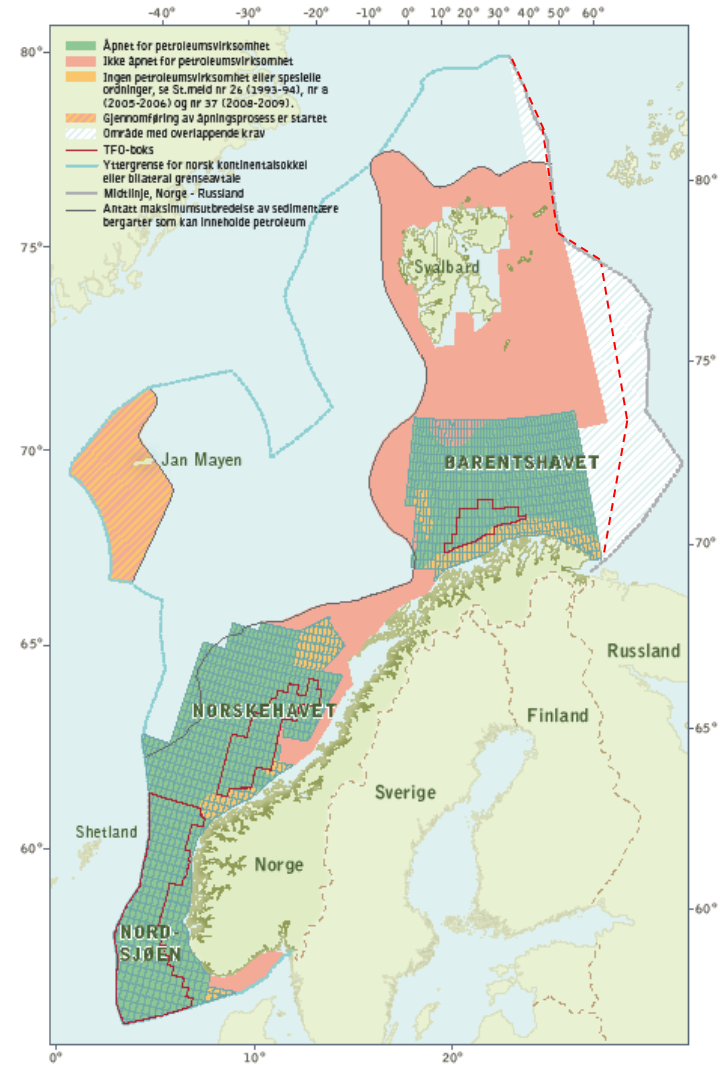 -40° -30° -20° -10° 0° 10° 20° 30° 40° 50° 60°
80°
Åpnet for petroleumsvirksomhet
Ikke åpnet for petroleumsvirksomhet
Ingen petroleumsvirksomhet eller spesielle
ordninger, se St.meld nr 26 (1993-94), nr 8
(2005-2006) og nr 37 (2008-2009).
Gjennomføring av åpningsprosess er startet
Område med overlappende krav
TFO-boks
Yttergrense for norsk kontinentalsokkel
eller bilateral grenseavtale
Midtlinje, Norge - Russland
Antatt maksimumsutbredelse av sedimentære
bergarter som kan inneholde petroleum
80°
75°
Svalbard
75°
70°
Jan Mayen
BARENTSHAVET
70°
65°
Russland
NORSKEHAVET
Finland
65°
Sverige
Shetland
60°
Norge
60°
NORD-
SJØEN
0° 10° 20°